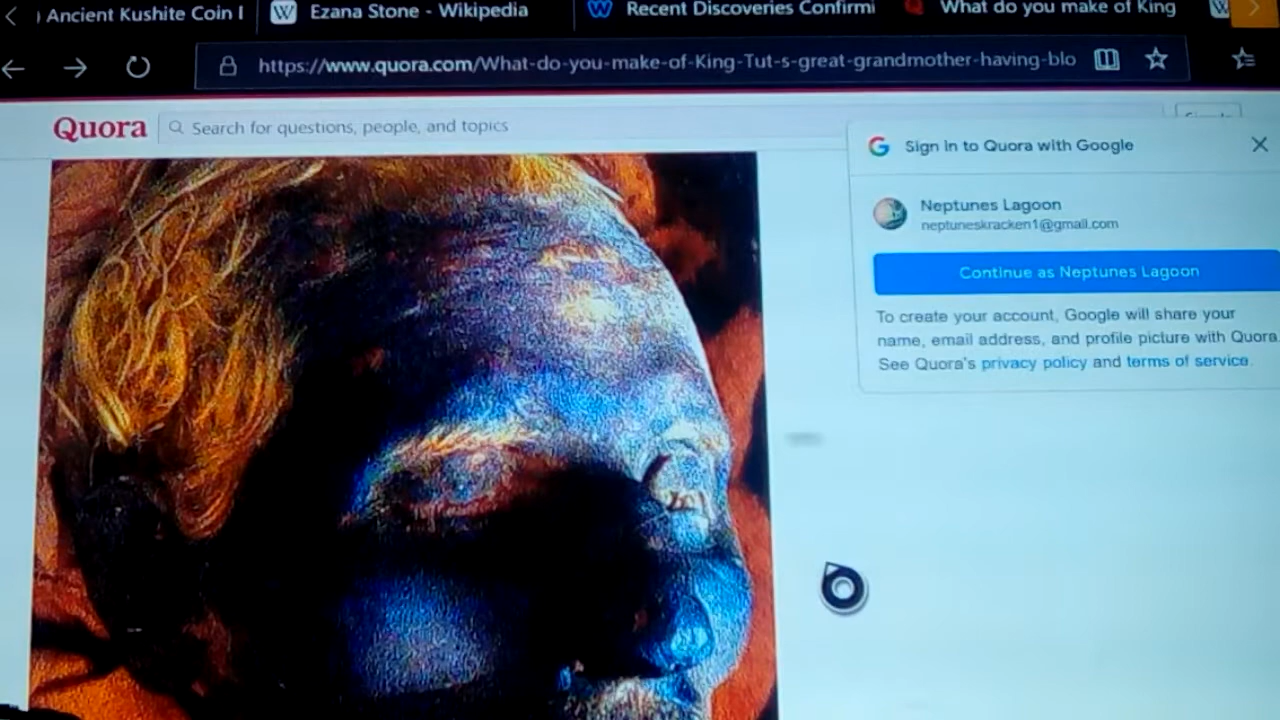 ) Ancient Kushite Coin I
Ezana Stone - Wikipedia
Recent Discoveries Confirmi
What do you make of King
https://www.quora.com/What-do-you-make-of-King-Tut-s-great-grandmother-having-blo
Quora
Search for questions, people, and topics
Sign in to Quora with Google
Neptunes Lagoon
neptuneskracken1@gmail.com
Continue as Neptunes Lagoon
To create your account, Google will share your
name, email address, and profile picture with Quora.
See Quora's privacy policy and terms of service.